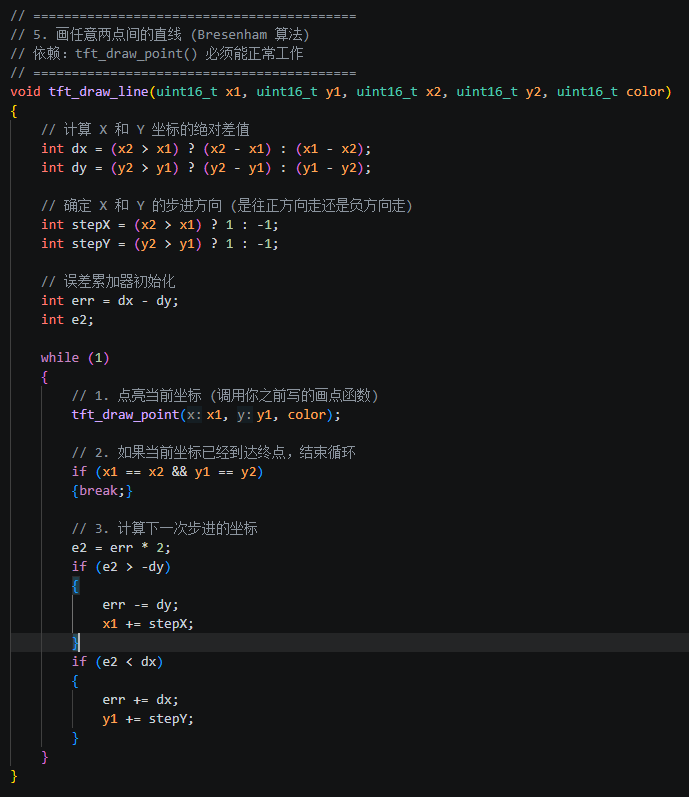 // ==========================================
// 5. 画任意两点间的直线 (Bresenham 算法)
// 依赖：tft_draw_point() 必须能正常工作
// ==========================================
void tft_draw_line(uint16_t x1, uint16_t y1, uint16_t x2, uint16_t y2, uint16_t color)
{
    // 计算 X 和 Y 坐标的绝对差值
    int dx = (x2 > x1) ? (x2 - x1) : (x1 - x2);
    int dy = (y2 > y1) ? (y2 - y1) : (y1 - y2);

    // 确定 X 和 Y 的步进方向 (是往正方向走还是负方向走)
    int stepX = (x2 > x1) ? 1 : -1;
    int stepY = (y2 > y1) ? 1 : -1;

    // 误差累加器初始化
    int err = dx - dy;
    int e2;

    while (1)
    {
        // 1. 点亮当前坐标 (调用你之前写的画点函数)
        tft_draw_point(x: x1, y: y1, color);

        // 2. 如果当前坐标已经到达终点，结束循环
        if (x1 == x2 && y1 == y2)
        {break;}

        // 3. 计算下一次步进的坐标
        e2 = err * 2;
        if (e2 > -dy)
        {
            err -= dy;
            x1 += stepX;
        }
        if (e2 < dx)
        {
            err += dx;
            y1 += stepY;
        }
    }
}